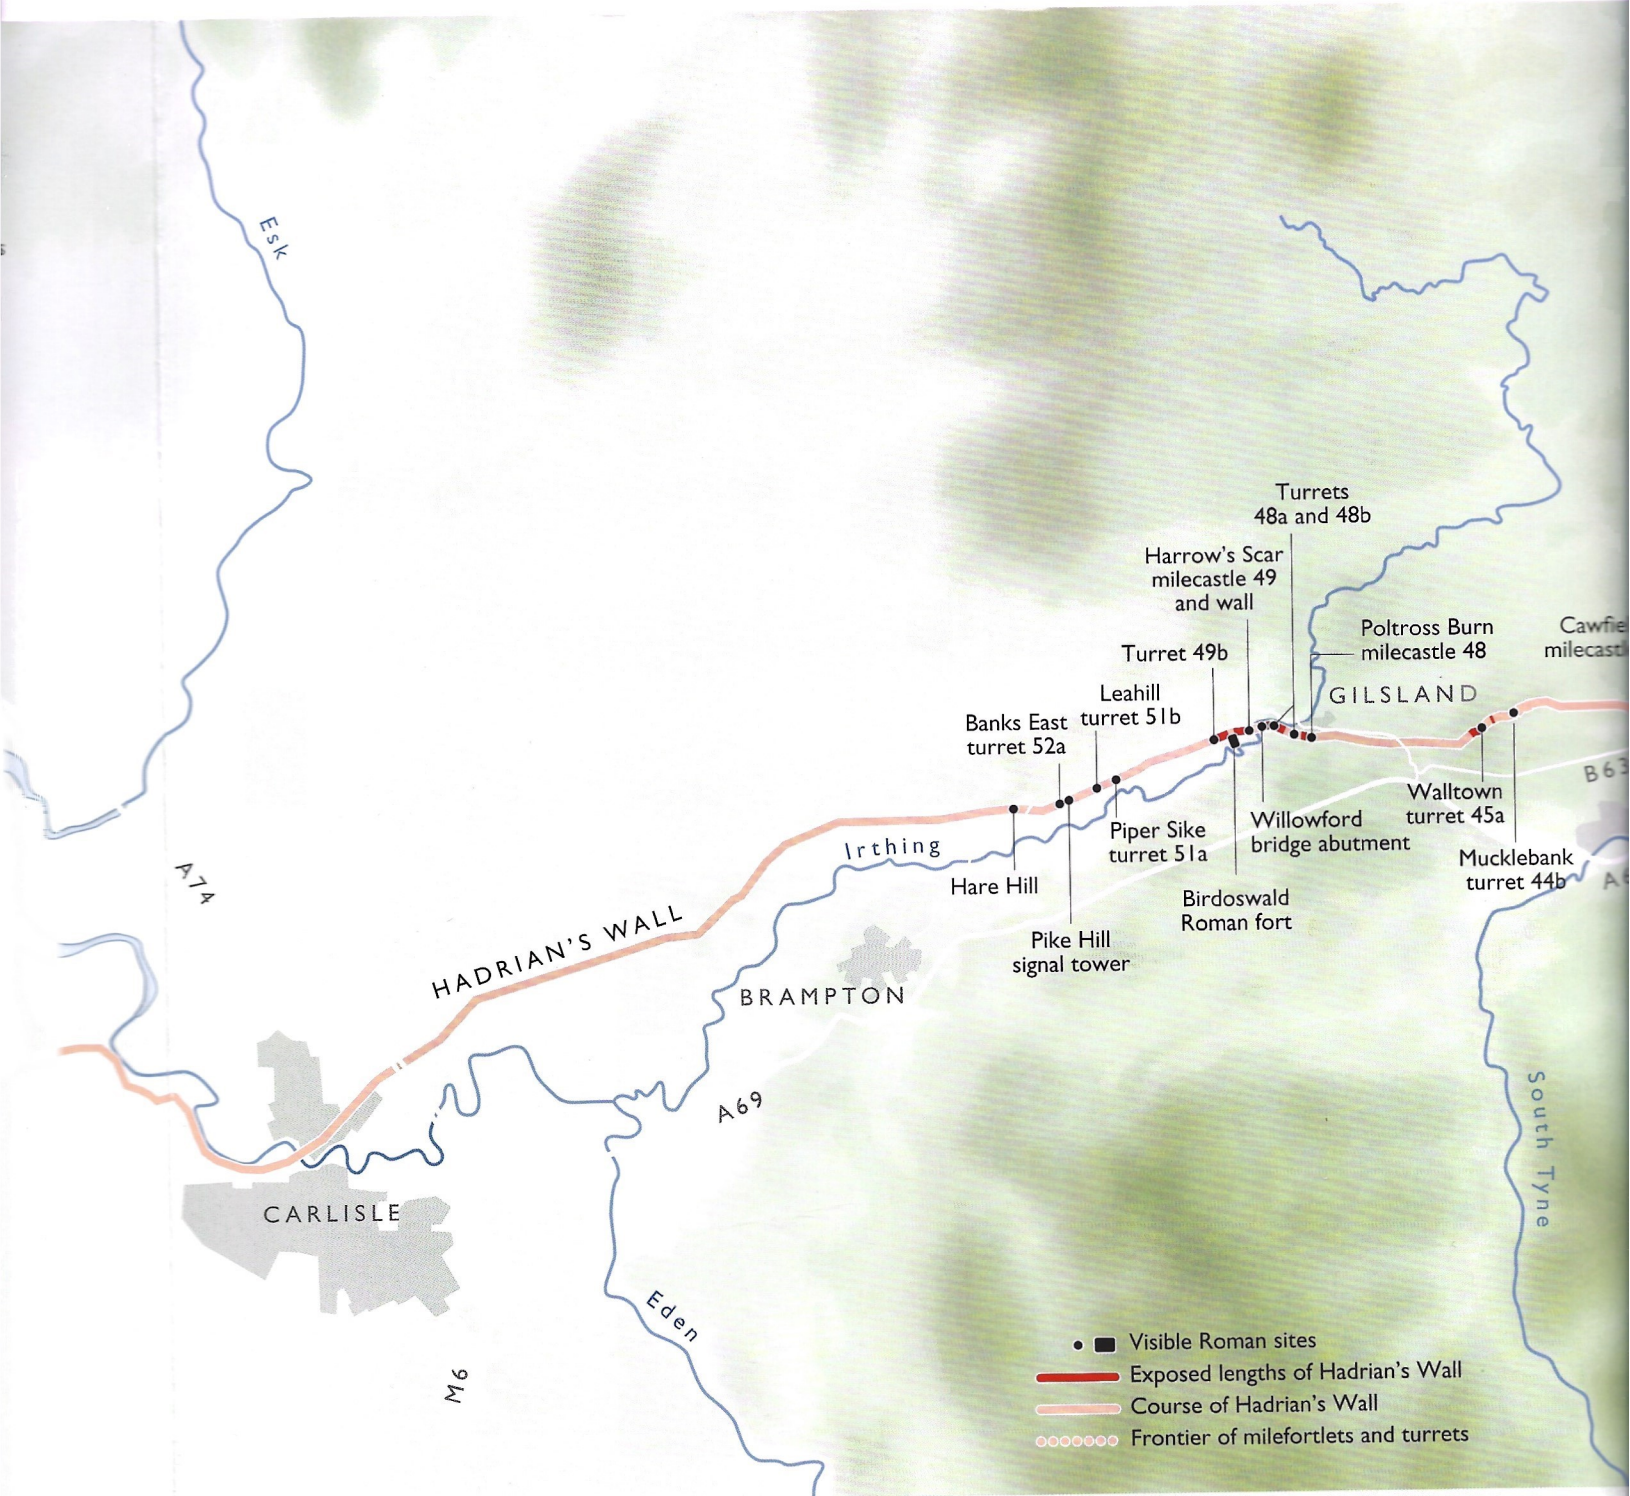 Esk
Turrets
48a and 48b
Harrow's Scar
milecastle 49
and wall
Poltross Burn
milecastle 48
Turret 49b
GILSLAND
Leahill
turret 51b
Banks East
turret 52a
Walltown
turret 45a
Willowford
bridge abutment
Piper Sike
turret 51a
Irthing
Hare Hill
Mucklebank
turret 44b
Birdoswald
Roman fort
Pike Hill
signal tower
A74
HADRIAN'S WALL
BRAMPTON
A69
South Tyne
CARLISLE
Eden
M6
Visible Roman sites
Exposed lengths of Hadrian's Wall
Course of Hadrian's Wall
Frontier of milefortlets and turrets